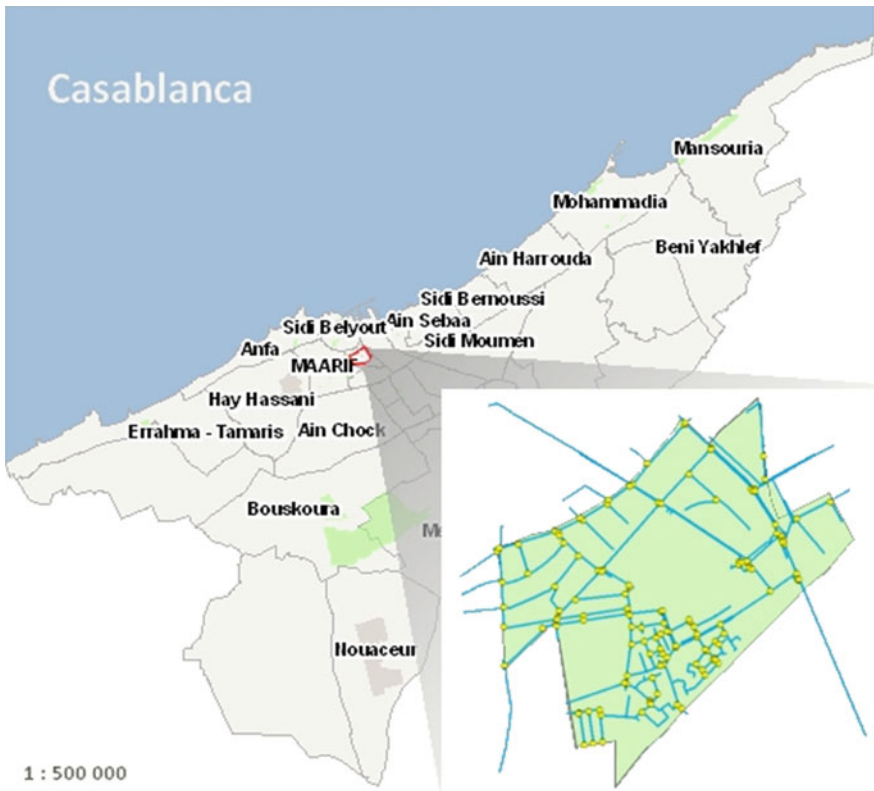 Casablanca
Mansouria
Mohammadia
Beni Yakhlef
Ain Harrouda
Sidi Bernoussi
Sidi Belyout
Ain Sebaa
Sidi Moumen
Anfa
MAARIF
Hay Hassani
Errahma - Tamaris
Ain Chock
Bouskoura
Nouaceur
1 : 500 000